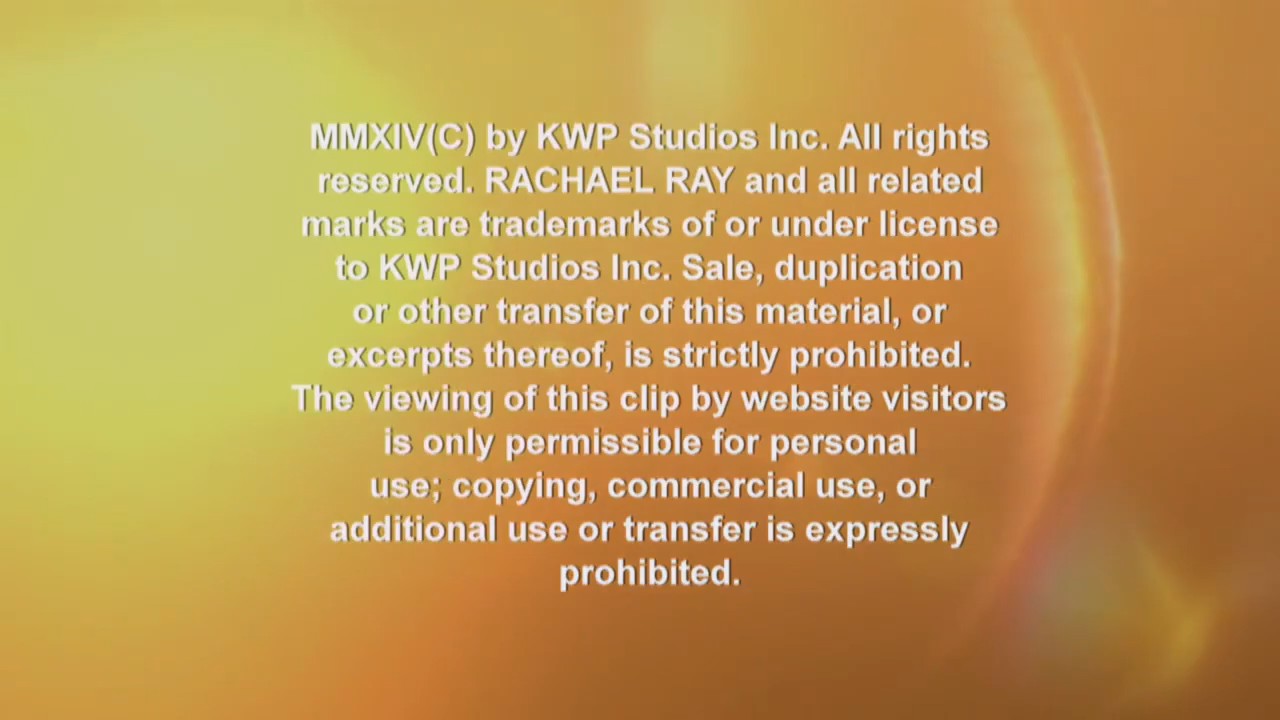 MMXIV(C) by KWP Studios Inc. All rights
reserved. RACHAEL RAY and all related
marks are trademarks of or under license
to KWP Studios Inc. Sale, duplication
or other transfer of this material, or
excerpts thereof, is strictly prohibited.
The viewing of this clip by website visitors
is only permissible for personal
use; copying, commercial use, or
additional use or transfer is expressly
prohibited.